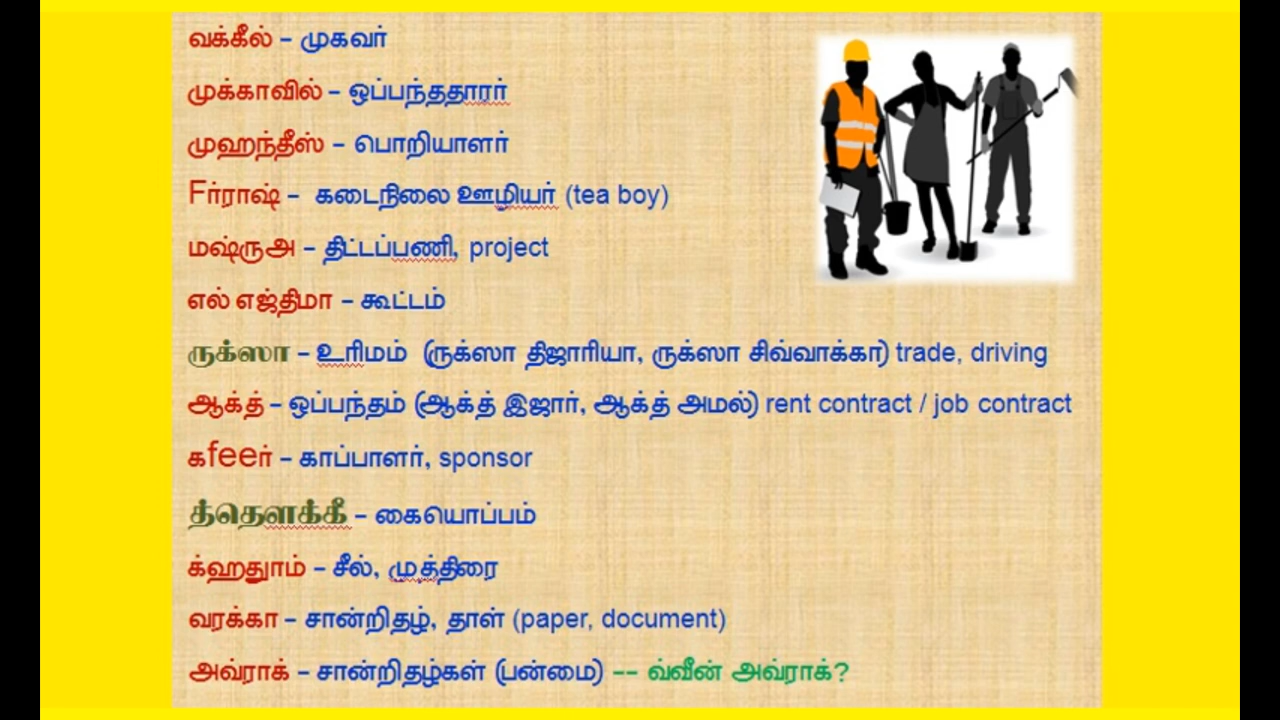 வக்கீல் – முகவர்
முக்காவில் – ஒப்பந்ததாரர்
முஹந்தீஸ் – பொறியாளர்
Fர்ராஷ் – கடைநிலை ஊழியர் (tea boy)
மஷ்ருஅ – திட்டப்பணி, project
எல் எஜ்திமா – கூட்டம்
ருக்ஸா – உரிமம் (ருக்ஸா திஜாரியா, ருக்ஸா சிவ்வாக்கா) trade, driving
ஆக்த் – ஒப்பந்தம் (ஆக்த் இஜார், ஆக்த் அமல்) rent contract / job contract
கfeeர் – காப்பாளர், sponsor
த்தௌக்கீ – கையொப்பம்
க்ஹதுாம் – சீல், முத்திரை
வரக்கா – சான்றிதழ், தாள் (paper, document)
அவ்ராக் – சான்றிதழ்கள் (பன்மை) -- வ்வீன் அவ்ராக்?